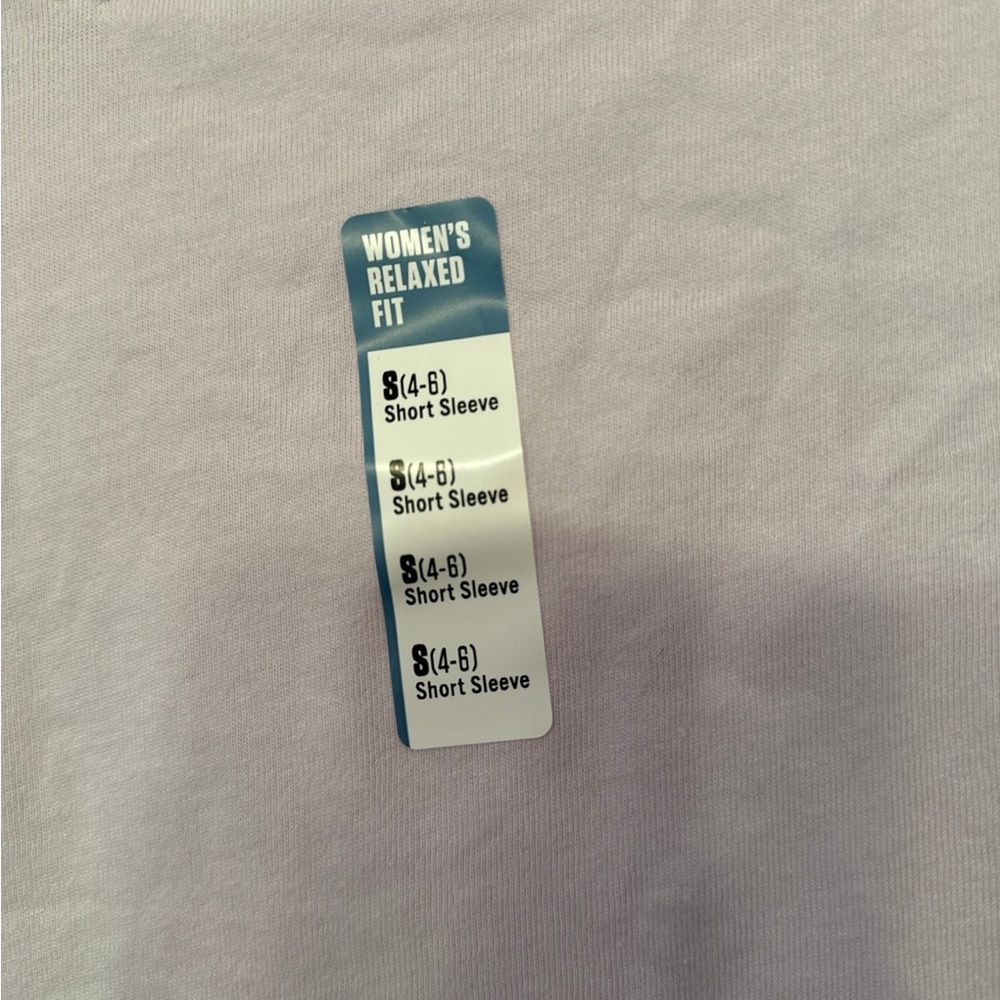 WOMEN'S
RELAXED
FIT
S(4-6)
Short Sleeve
S(4-6)
Short Sleeve
S(4-6)
Short Sleeve
S(4-6)
Short Sleeve